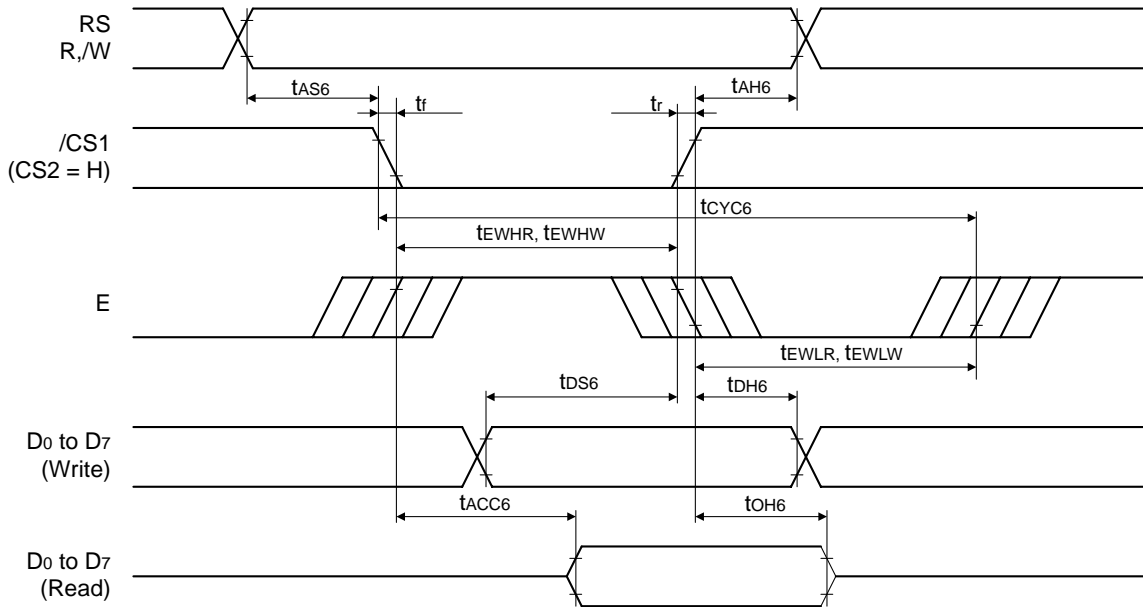 RS
R,/W
tAS6
tf
tr
tAH6
/CS1
(CS2 = H)
tCYC6
tEWHR, tEWHW
E
tEWLR, tEWLW
tDS6
tDH6
D0 to D7
(Write)
tACC6
tOH6
D0 to D7
(Read)